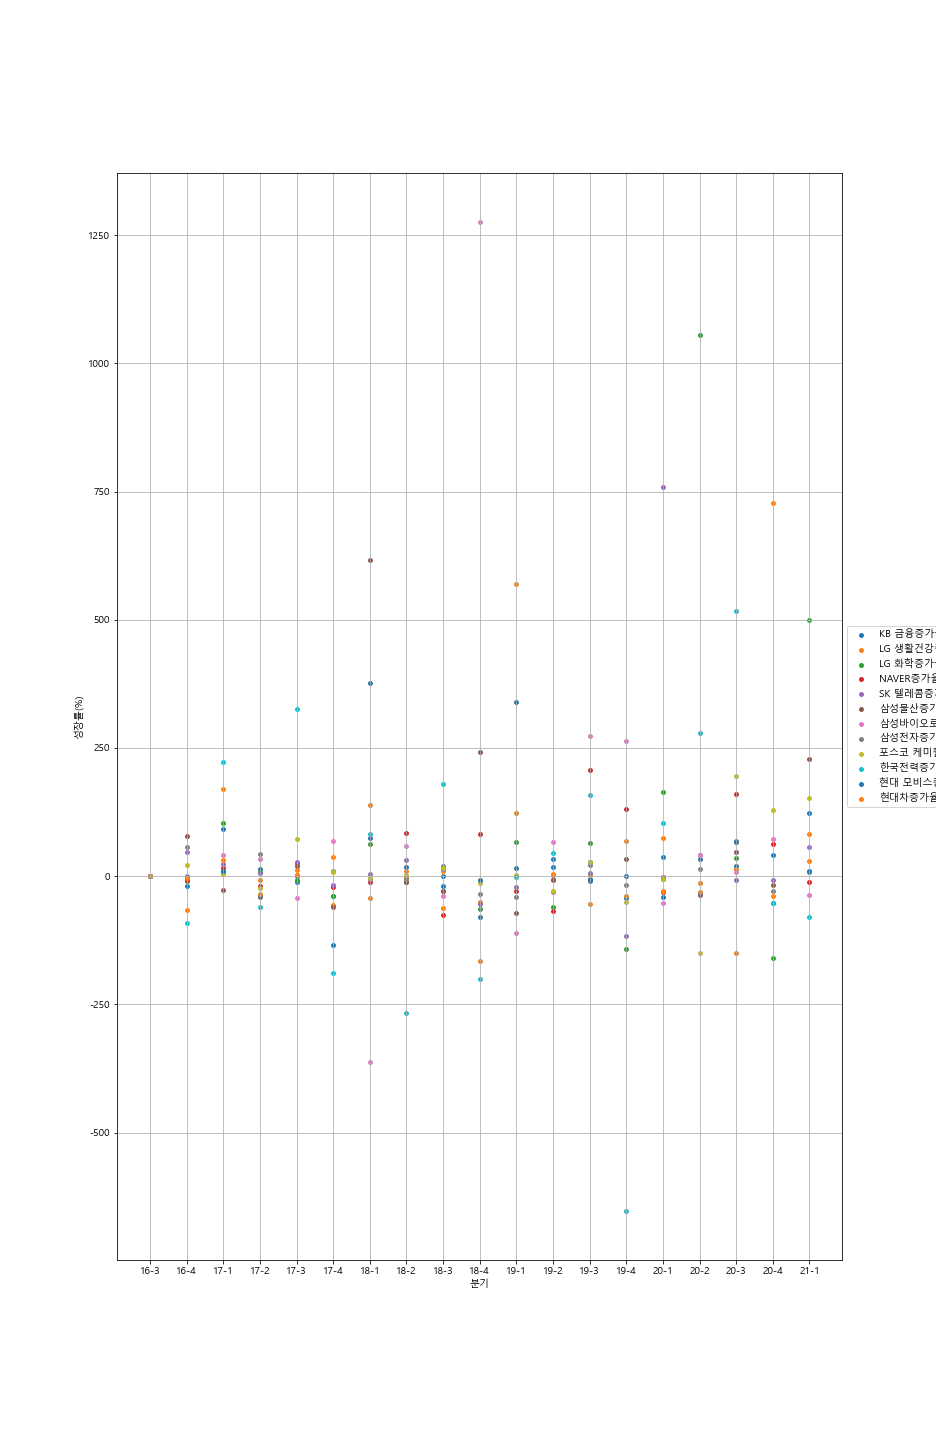 1250
1000
750
500
250
0
-250
-500
성장률(%)
16-3 16-4 17-1 17-2 17-3 17-4 18-1 18-2 18-3 18-4 19-1 19-2 19-3 19-4 20-1 20-2 20-3 20-4 21-1
분기
KB 금융증가
LG 생활건강
LG 화학증가
NAVER증가율
SK 텔레콤증
삼성물산증가
삼성바이오로
삼성전자증가
포스코 케미
한국전력증가
현대 모비스
현대차증가율